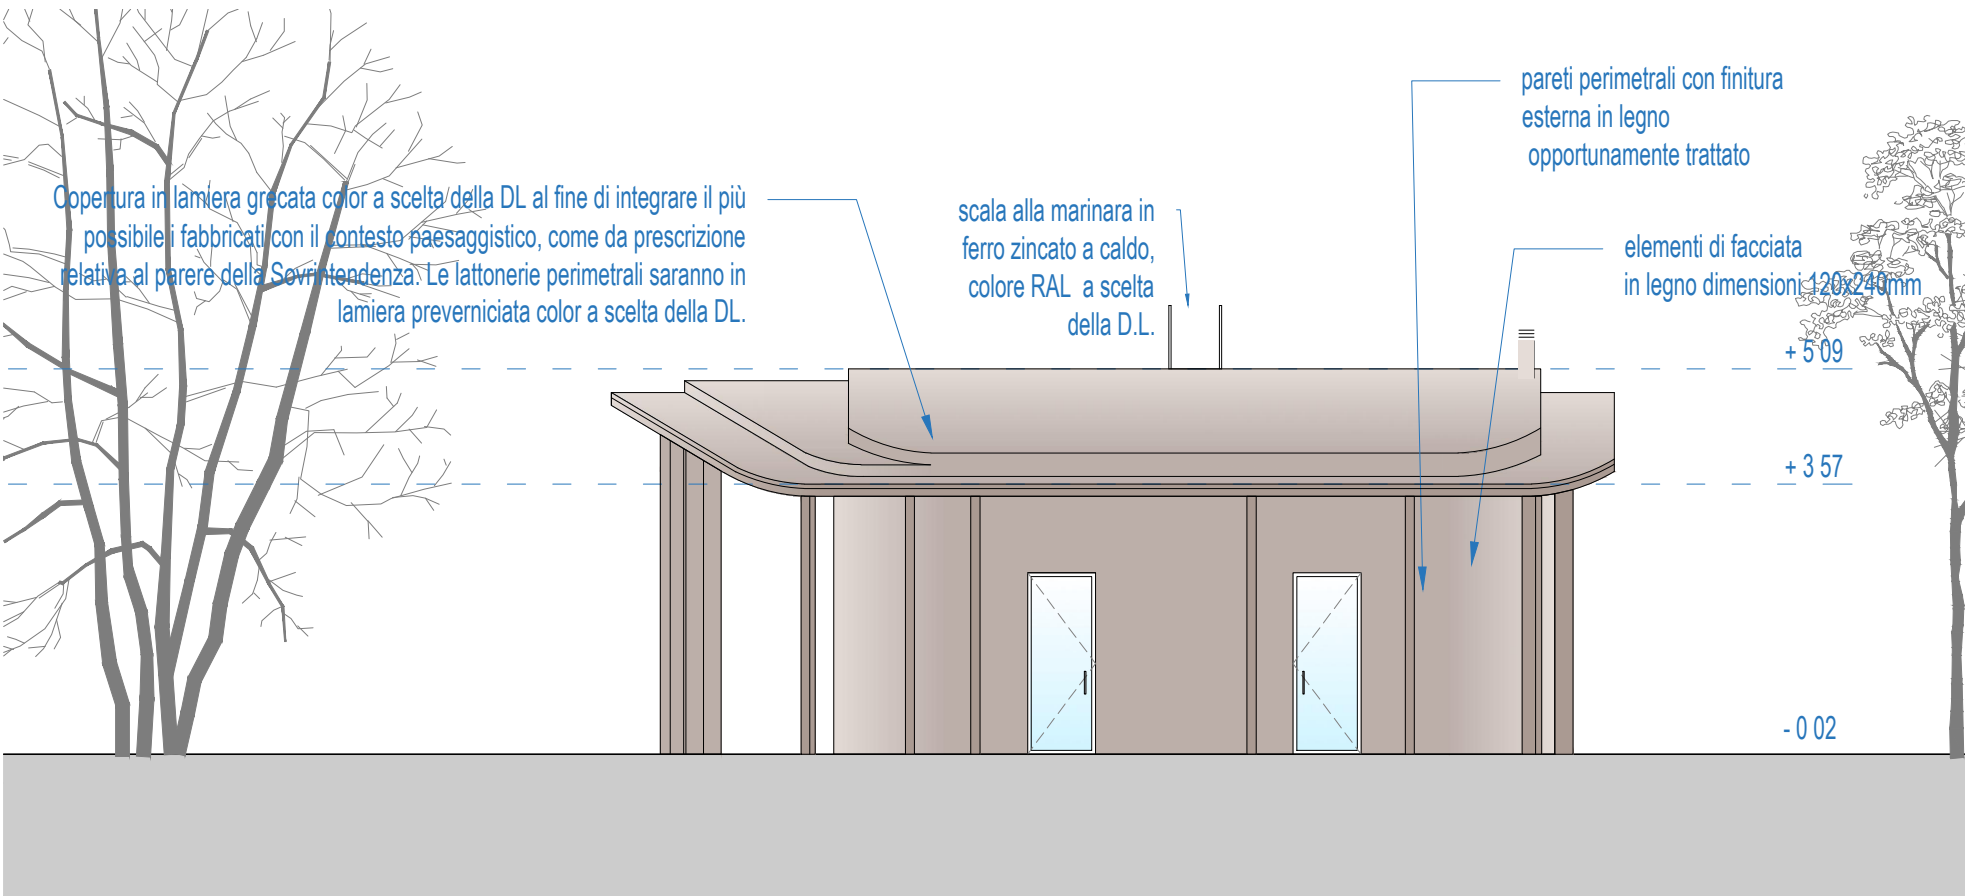 pareti perimetrali con finitura
esterna in legno
opportunamente trattato
Copertura in lamiera grecata color a scelta della DL al fine di integrare il più
possibile i fabbricati con il contesto paesaggistico, come da prescrizione
relativa al parere della Sovrintendenza. Le lattonerie perimetrali saranno in
lamiera preverniciata color a scelta della DL.
scala alla marinara in
ferro zincato a caldo,
colore RAL a scelta
della D.L.
elementi di facciata
in legno dimensioni 120x240mm
+ 5 09
+ 3 57
- 0 02